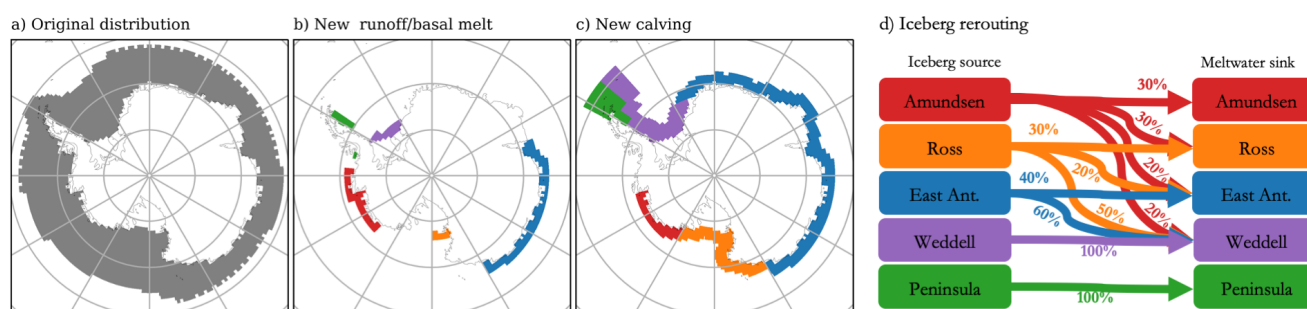 a) Original distribution
b) New runoff/basal melt
c) New calving
d) Iceberg rerouting
Iceberg source
Meltwater sink
Amundsen
30%
Amundsen
30%
Ross
30%
20%
Ross
20%
East Ant.
40%
East Ant.
60%
50%
20%
Weddell
100%
Weddell
Peninsula
100%
Peninsula